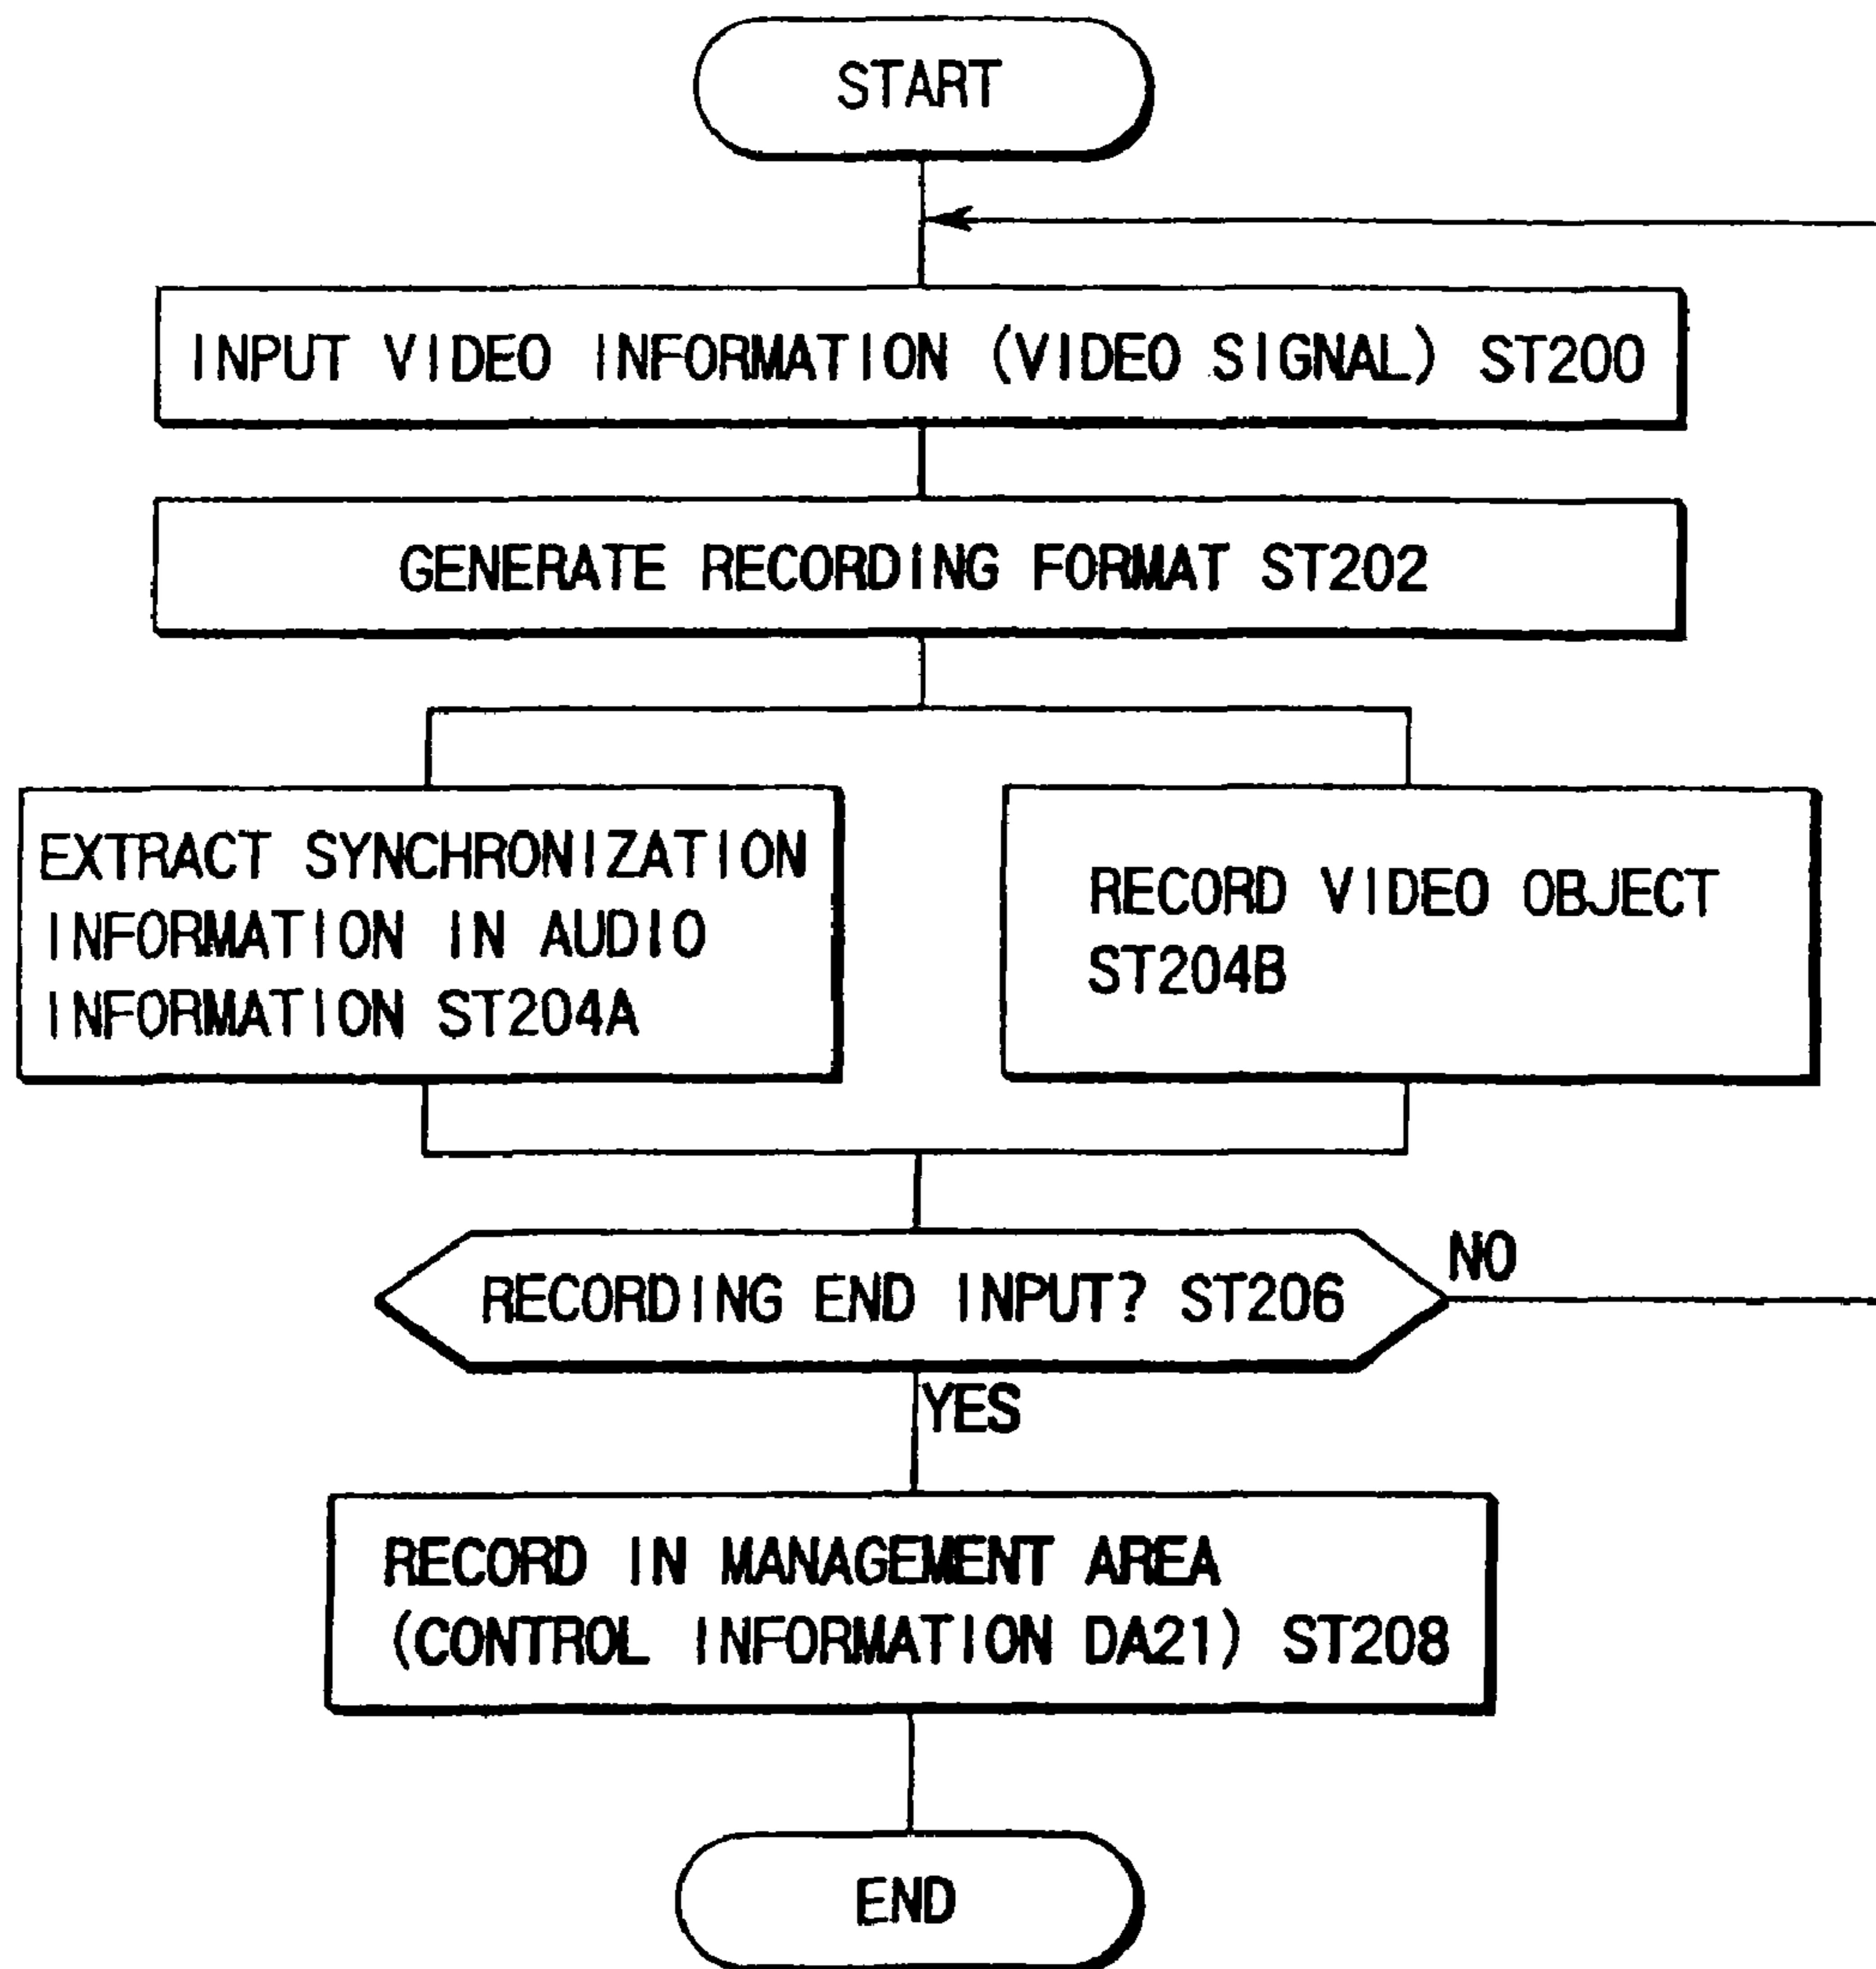 START
INPUT VIDEO INFORMATION (VIDEO SIGNAL) ST200
GENERATE RECORDING FORMAT ST202
EXTRACT SYNCHRONIZATION
INFORMATION IN AUDIO
INFORMATION ST204A
RECORD VIDEO OBJECT
ST204B
RECORDING END INPUT? ST206
NO
YES
RECORD IN MANAGEMENT AREA
(CONTROL INFORMATION DA21) ST208
END